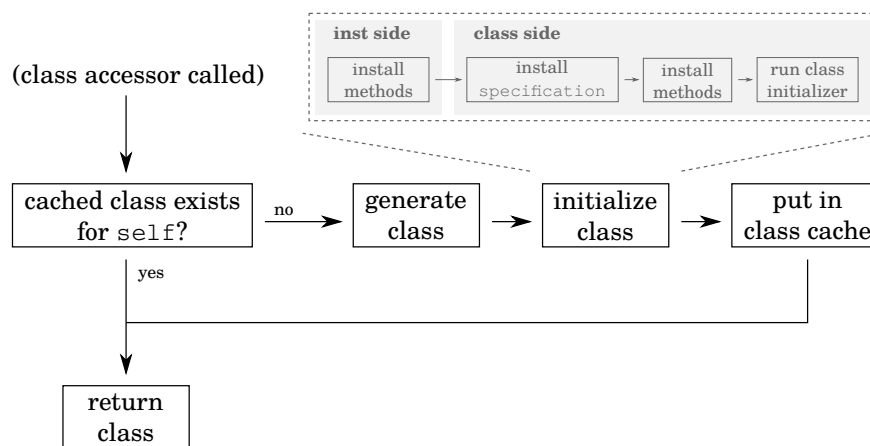 inst side
class side
install
methods
install
specification
install
methods
run class
initializer
(class accessor called)
cached class exists
for self?
no
generate
class
initialize
class
put in
class cache
yes
return
class